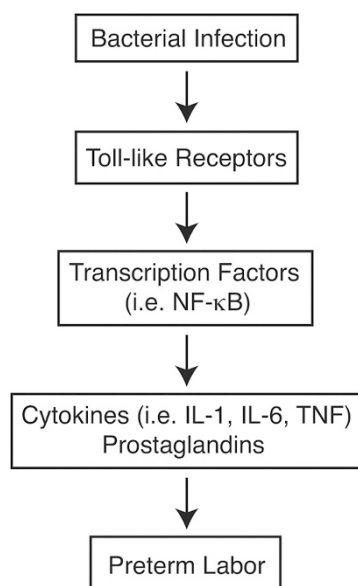 Bacterial Infection
Toll-like Receptors
Transcription Factors
(i.e. NF-κB)
Cytokines (i.e. IL-1, IL-6, TNF)
Prostaglandins
Preterm Labor